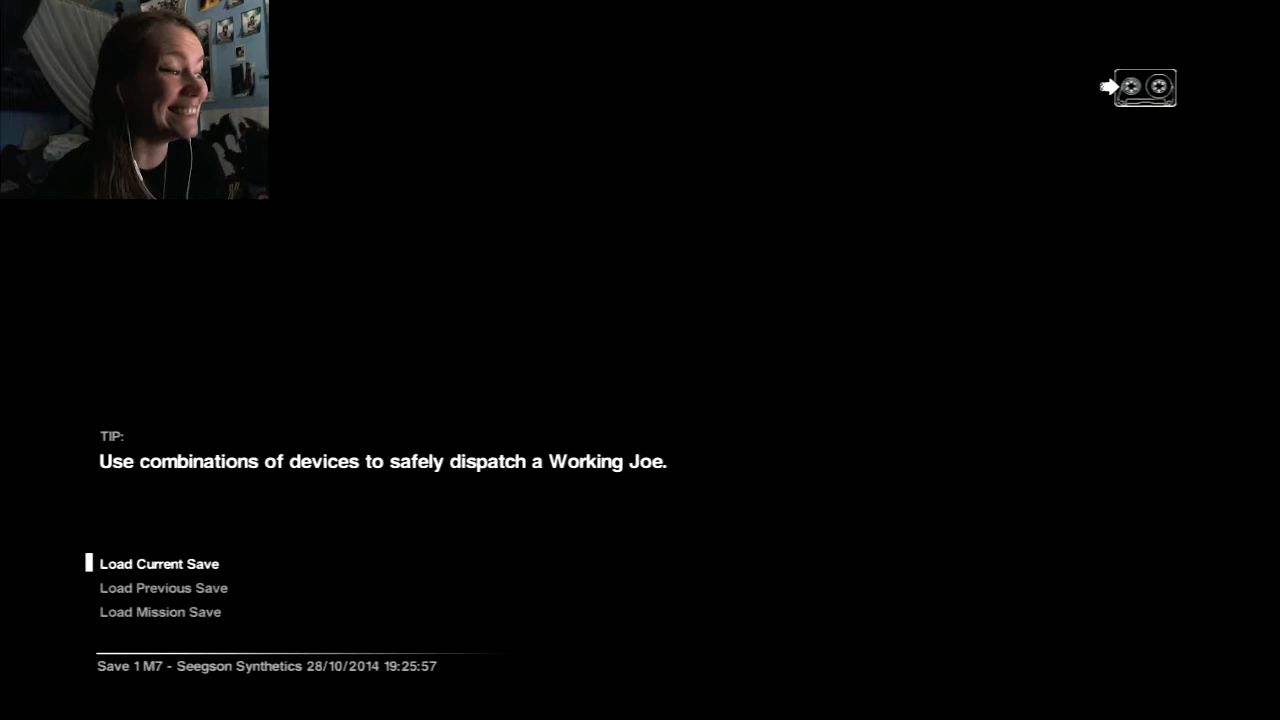 TIP:
Use combinations of devices to safely dispatch a Working Joe.
Load Current Save
Load Previous Save
Load Mission Save
Save 1 M7 - Seegson Synthetics 28/10/2014 19:25:57